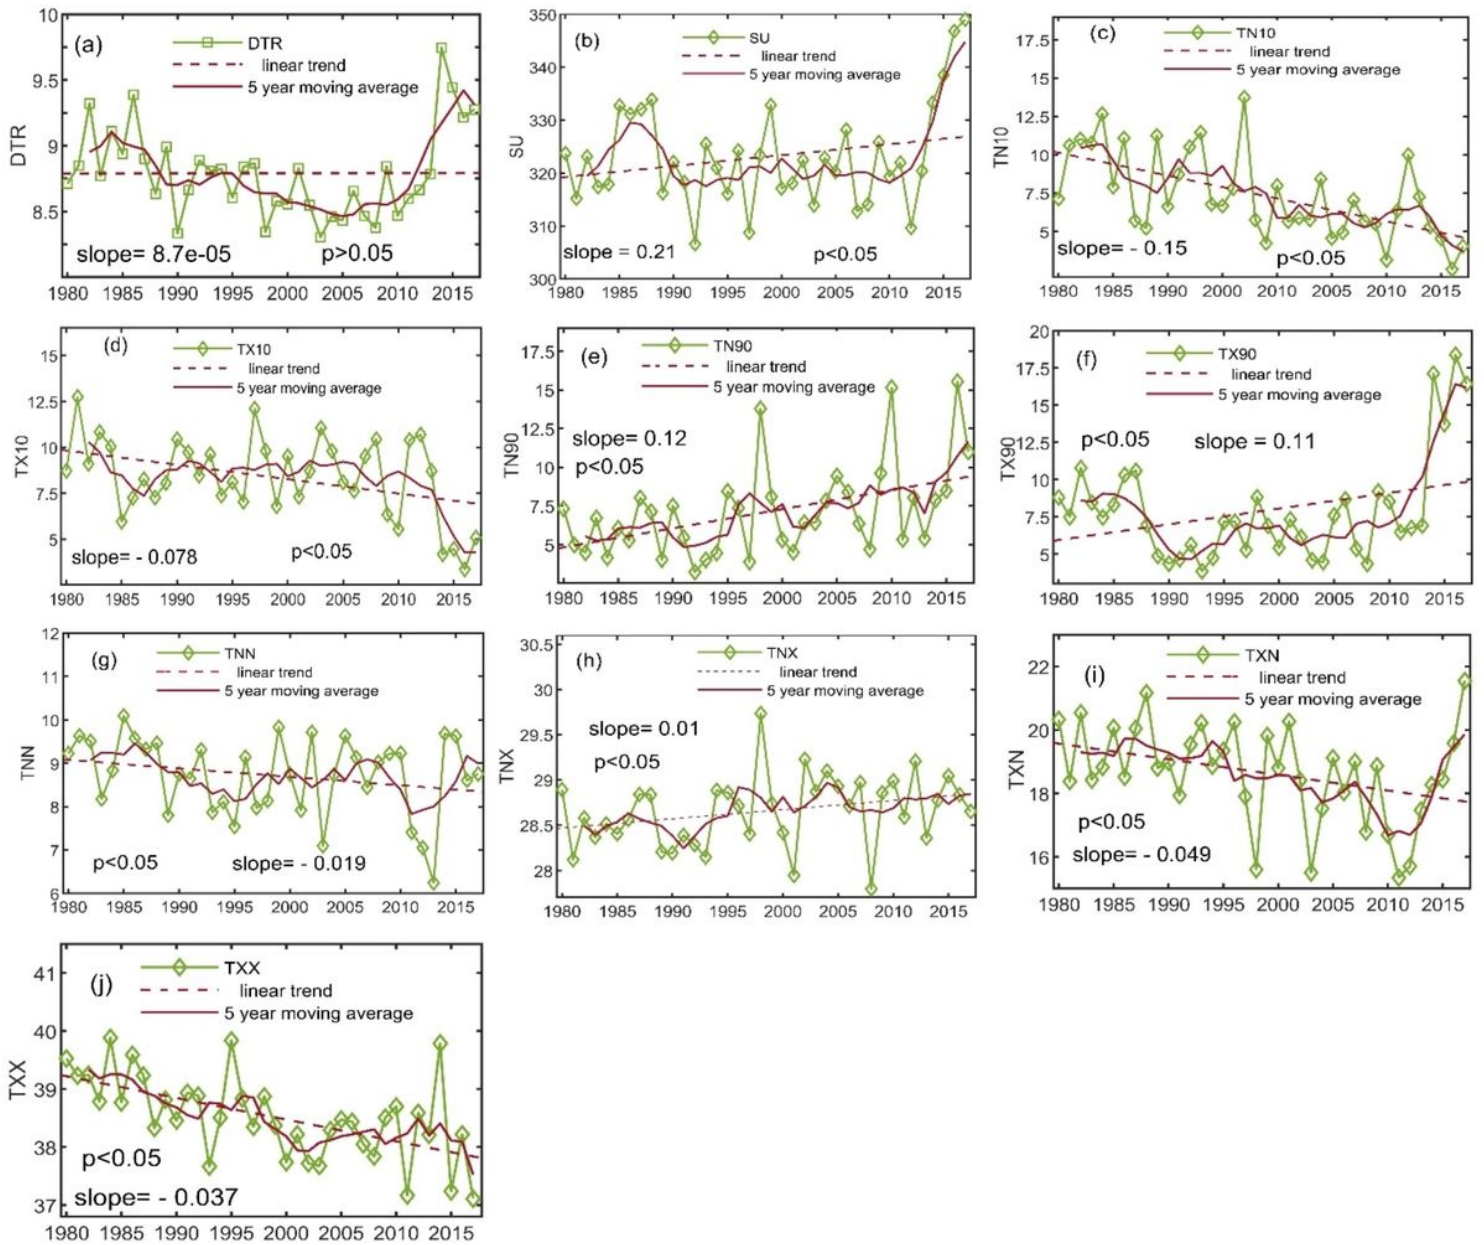 (a)
DTR
linear trend
5 year moving average
10
9.5
9
8.5
DTR
slope= 8.7e-05
p>0.05
1980 1985 1990 1995 2000 2005 2010 2015
(b)
SU
linear trend
5 year moving average
350
340
330
320
310
300
SU
slope = 0.21
p<0.05
1980 1985 1990 1995 2000 2005 2010 2015
(c)
TN10
linear trend
5 year moving average
17.5
15
12.5
10
7.5
5
TN10
slope= - 0.15
p<0.05
1980 1985 1990 2000 2010 2005 2010 2015
(d)
TX10
linear trend
5 year moving average
15
12.5
10
7.5
5
TX10
slope= - 0.078
p<0.05
1980 1985 1990 1995 2000 2005 2010 2015
(e)
TN90
linear trend
5 year moving average
17.5
15
12.5
10
7.5
5
TN90
slope= 0.12
p<0.05
1980 1985 1990 1995 2000 2005 2010 2015
(f)
TX90
linear trend
5 year moving average
20
17.5
15
12.5
10
7.5
5
TX90
p<0.05
slope = 0.11
1980 1985 1990 1995 2000 2005 2010 2015
(g)
TNN
linear trend
5 year moving average
12
11
10
9
8
7
6
TNN
p<0.05
slope= - 0.019
1980 1985 1990 1995 2000 2005 2010 2015
(h)
TNX
linear trend
5 year moving average
30.5
30
29.5
29
28.5
28
TNX
slope= 0.01
p<0.05
1980 1985 1990 1995 2000 2005 2010 2015
(i)
TXN
linear trend
5 year moving average
22
20
18
16
TXN
p<0.05
slope= - 0.049
1980 1985 1990 1995 2000 2005 2010 2015
(j)
TXX
linear trend
5 year moving average
41
40
39
38
37
TXX
p<0.05
slope= - 0.037
1980 1985 1990 1995 2000 2005 2010 2015